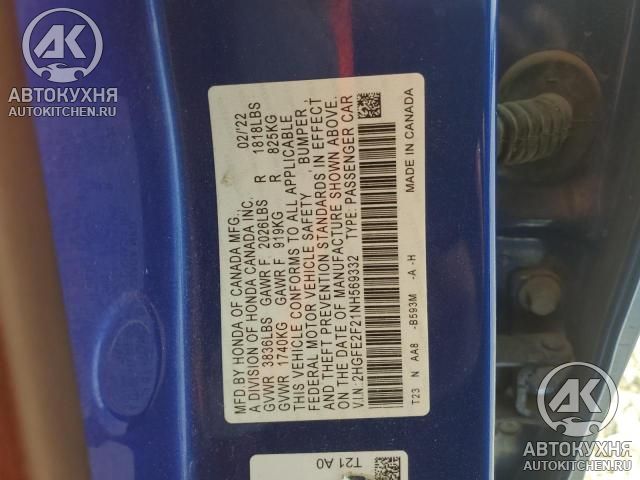 AK
АВТОКУХНЯ
AUTOKITCHEN.RU
MFD.BY HONDA OF CANADA MFG. 02/'22
A DIVISION OF HONDA CANADA INC.
GVWR 3836LBS GAWR F 2026LBS R 1818LBS
GVWR 1740KG GAWR F 919KG R 825KG
THIS VEHICLE CONFORMS TO ALL APPLICABLE
FEDERAL MOTOR VEHICLE SAFETY, BUMPER,
AND THEFT PREVENTION STANDARDS, IN EFFECT
ON THE DATE OF MANUFACTURE SHOWN ABOVE.
V.I.N: 2HGFE2F21NH569332 TYPE: PASSENGER CAR
T23 N AA8 -B593M -A -H MADE IN CANADA
T21 A0
AK
АВТОКУХНЯ
AUTOKITCHEN.RU